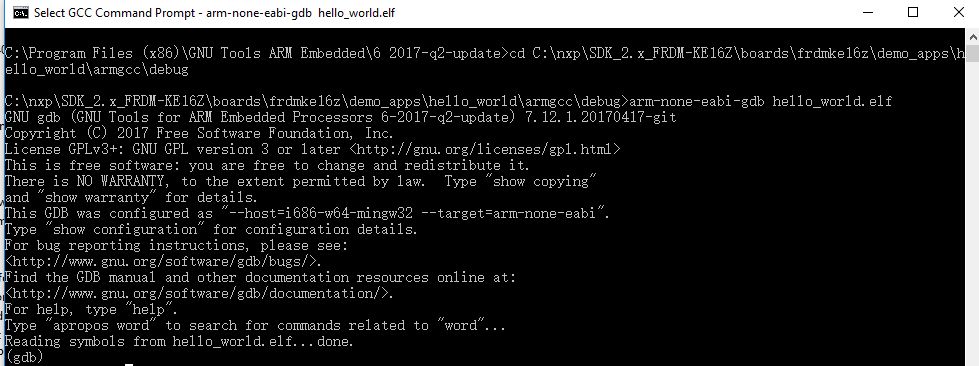 Select GCC Command Prompt - arm-none-eabi-gdb  hello_world.elf
C:\Program Files (x86)\GNU Tools ARM Embedded\6 2017-q2-update>cd C:\nxp\SDK_2.x_FRDM-KE16Z\boards\frdmke16z\demo_apps\h
ello_world\armgcc\debug
C:\nxp\SDK_2.x_FRDM-KE16Z\boards\frdmke16z\demo_apps\hello_world\armgcc\debug>arm-none-eabi-gdb hello_world.elf
GNU gdb (GNU Tools for ARM Embedded Processors 6-2017-q2-update) 7.12.1.20170417-git
Copyright (C) 2017 Free Software Foundation, Inc.
License GPLv3+: GNU GPL version 3 or later <http://gnu.org/licenses/gpl.html>
This is free software: you are free to change and redistribute it.
There is NO WARRANTY, to the extent permitted by law.  Type "show copying"
and "show warranty" for details.
This GDB was configured as "--host=i686-w64-mingw32 --target=arm-none-eabi".
Type "show configuration" for configuration details.
For bug reporting instructions, please see:
<http://www.gnu.org/software/gdb/bugs/>.
Find the GDB manual and other documentation resources online at:
<http://www.gnu.org/software/gdb/documentation/>.
For help, type "help".
Type "apropos word" to search for commands related to "word"...
Reading symbols from hello_world.elf...done.
(gdb)